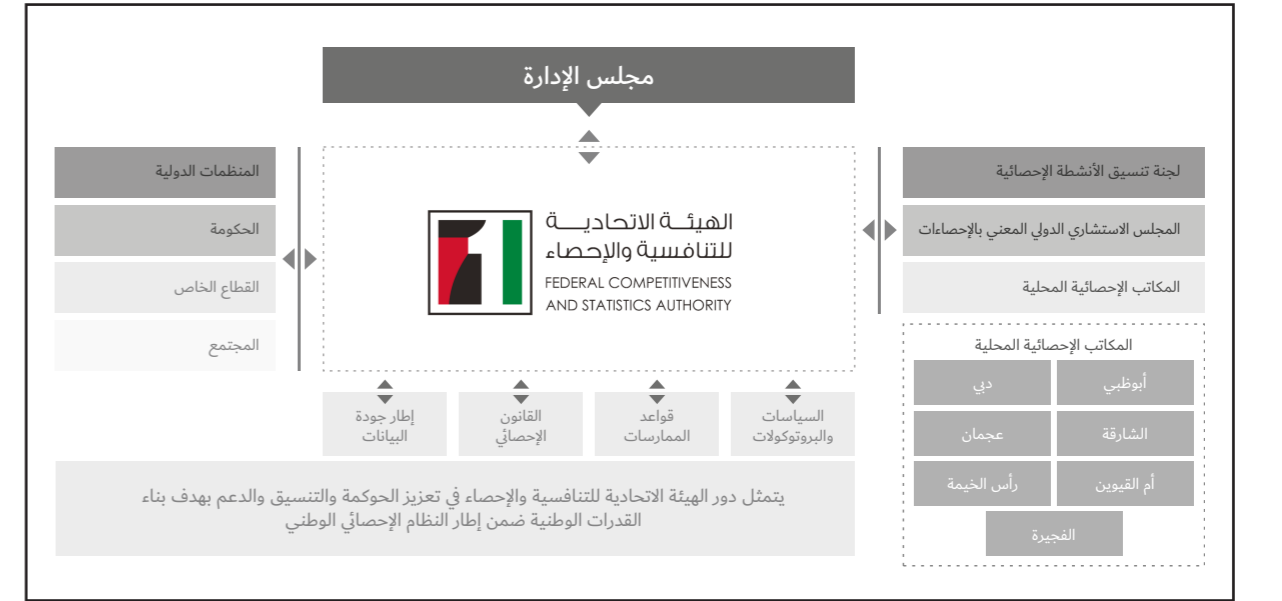 مجلس الإدارة
لجنة تنسيق الأنشطة الإحصائية
المجلس الاستشاري الدولي المعني بالإحصاءات
المكاتب الإحصائية المحلية
المكاتب الإحصائية المحلية
أبوظبي
دبي
الشارقة
عجمان
أم القيوين
رأس الخيمة
الفجيرة
الهيئــة الاتحاديــــة
للتنافسية والإحصاء
FEDERAL COMPETITIVENESS
AND STATISTICS AUTHORITY
المنظمات الدولية
الحكومة
القطاع الخاص
المجتمع
السياسات
والبروتوكولات
قواعد
الممارسات
القانون
الإحصائي
إطار جودة
البيانات
يتمثل دور الهيئة الاتحادية للتنافسية والإحصاء في تعزيز الحوكمة والتنسيق والدعم بهدف بناء
القدرات الوطنية ضمن إطار النظام الإحصائي الوطني